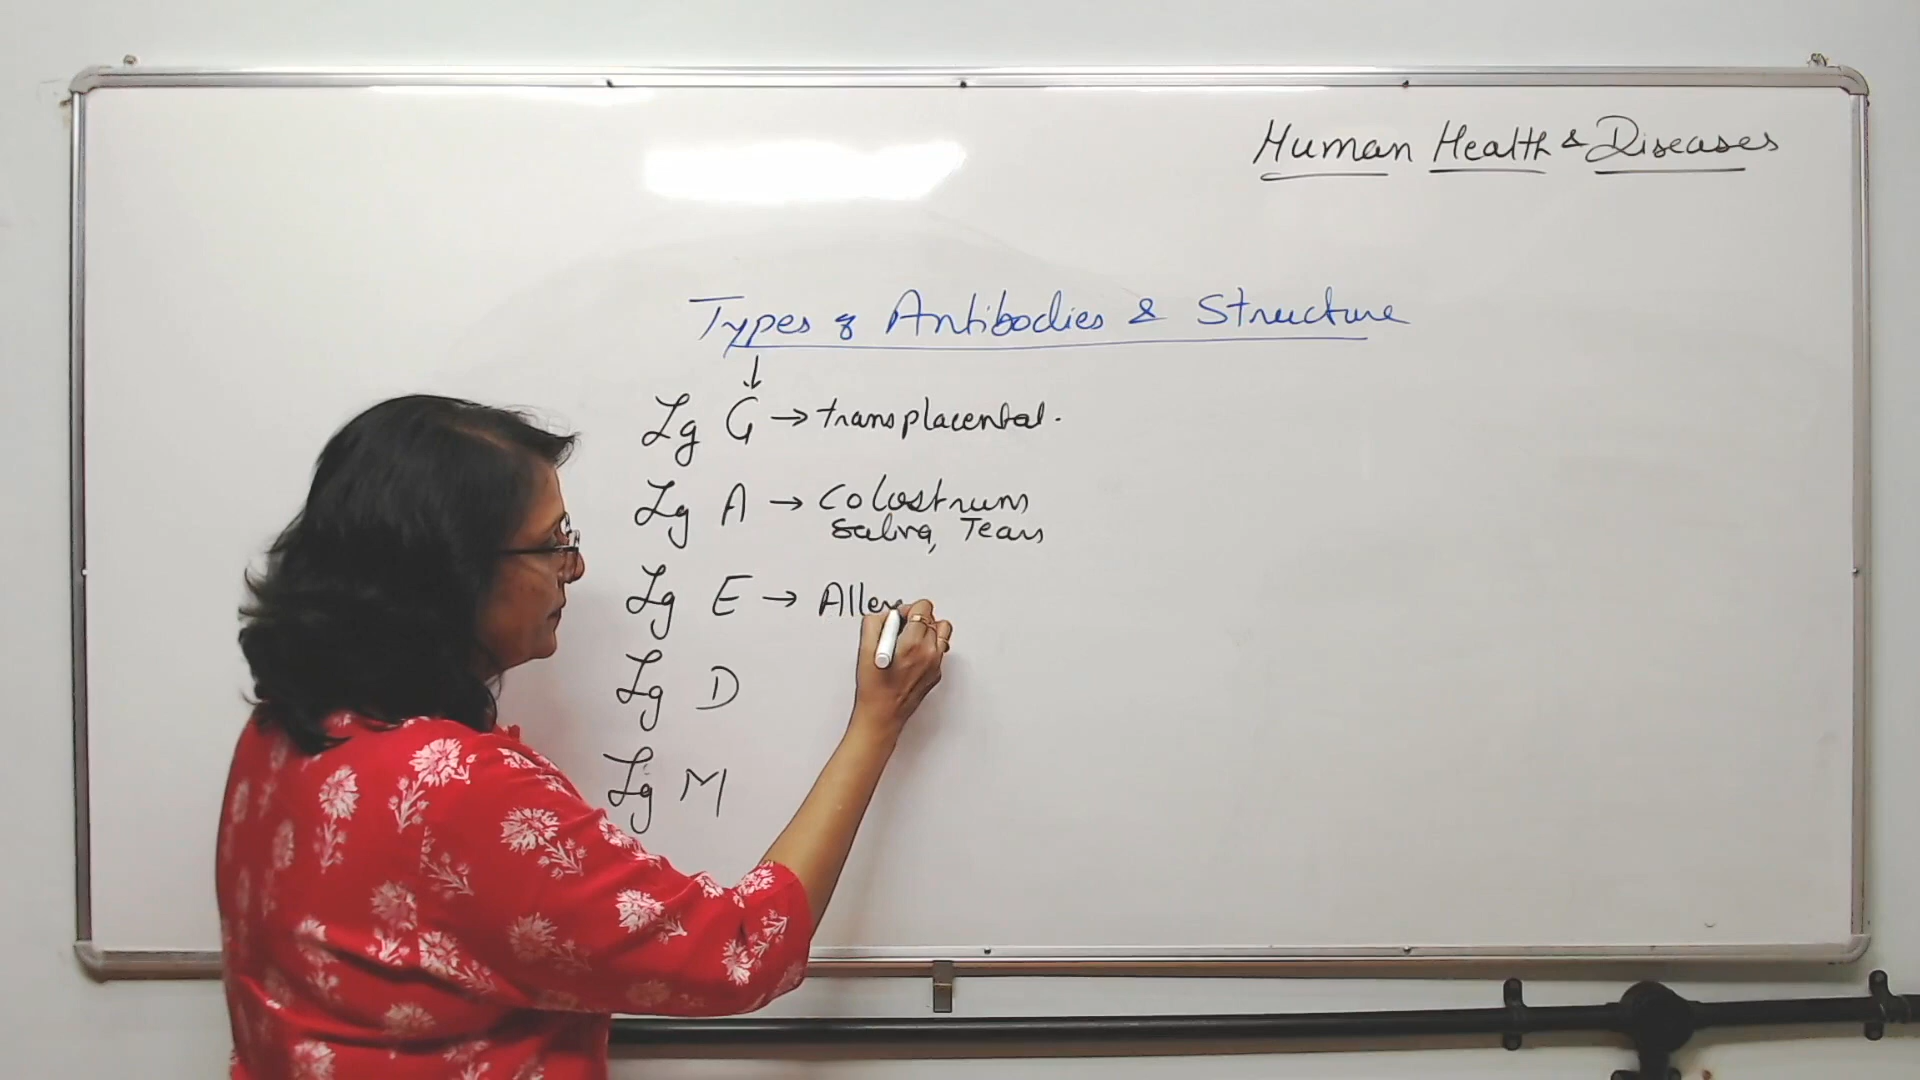 Human Health & Diseases
Types of Antibodies & Structure
↓
Ig G → transplacental.
Ig A → Colostrum
Saliva, Tears
Ig E → Aller
Ig D
Ig M